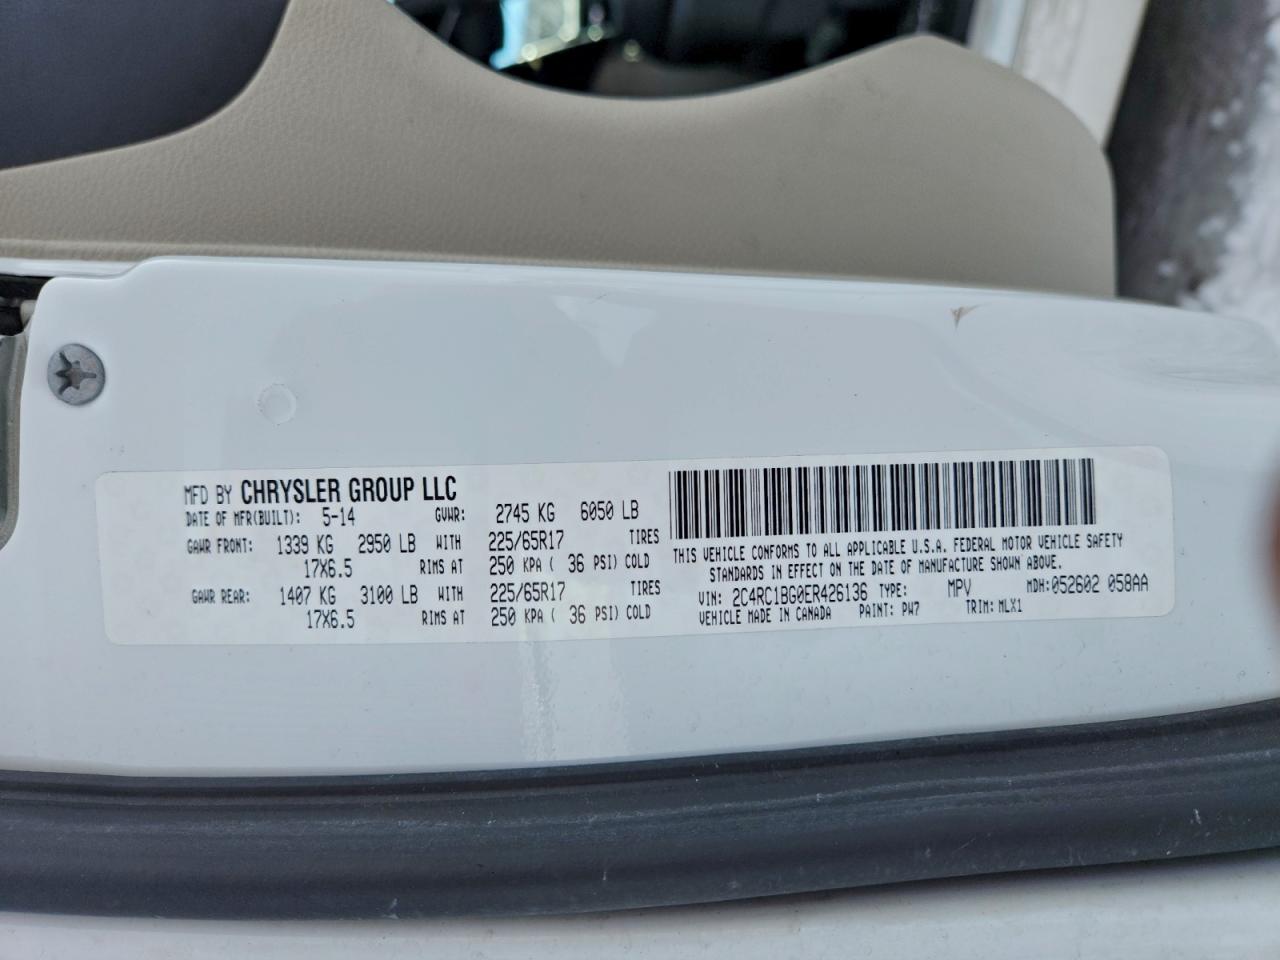 MFD BY CHRYSLER GROUP LLC
DATE OF MFR(BUILT): 5-14 GVWR: 2745 KG 6050 LB
GAWR FRONT: 1339 KG 2950 LB WITH 225/65R17 TIRES
17X6.5 RIMS AT 250 KPA ( 36 PSI) COLD
GAWR REAR: 1407 KG 3100 LB WITH 225/65R17 TIRES
17X6.5 RIMS AT 250 KPA ( 36 PSI) COLD
THIS VEHICLE CONFORMS TO ALL APPLICABLE U.S.A. FEDERAL MOTOR VEHICLE SAFETY
STANDARDS IN EFFECT ON THE DATE OF MANUFACTURE SHOWN ABOVE.
VIN: 2C4RC1BG0ER426136 TYPE: MPV MDH:052602 058AA
VEHICLE MADE IN CANADA PAINT: PW7 TRIM: MLX1